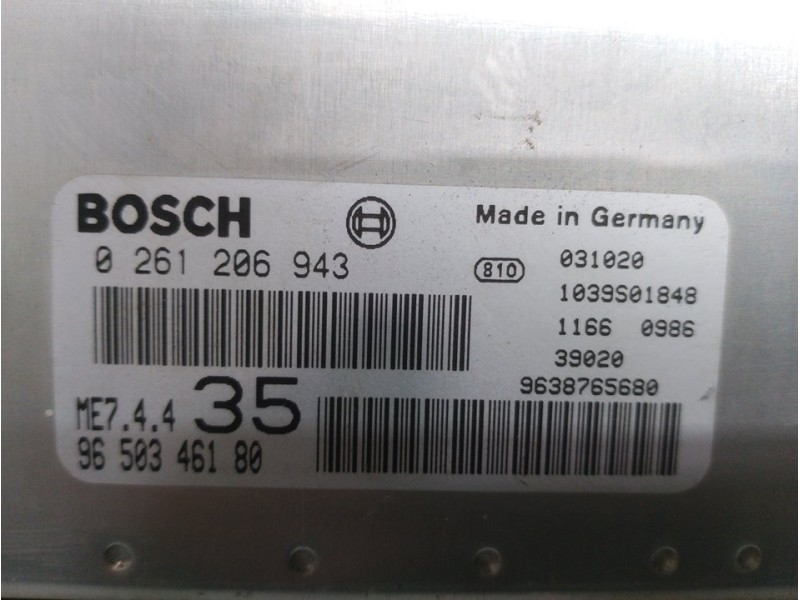 BOSCH
Made in Germany
0 261 206 943
810
031020
1039S01848
1166 0986
39020
9638765680
ME7.4.4 35
96 503 461 80